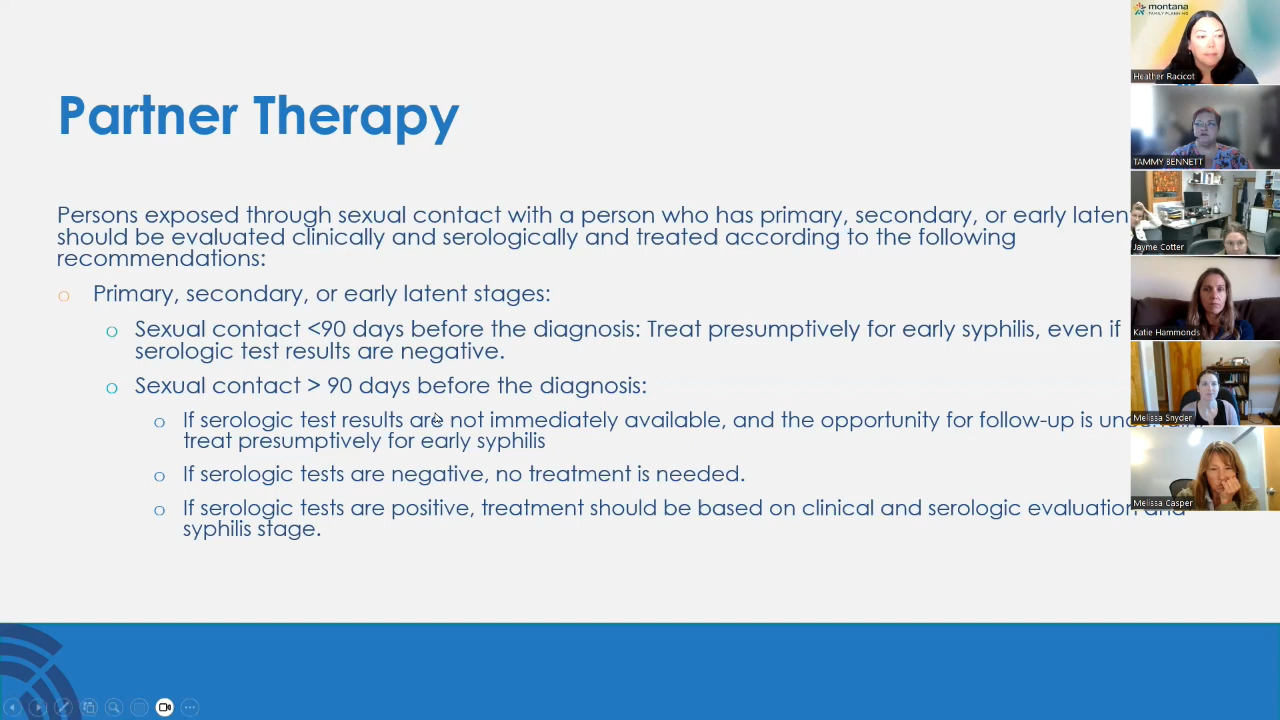 Partner Therapy
Persons exposed through sexual contact with a person who has primary, secondary, or early laten
should be evaluated clinically and serologically and treated according to the following
recommendations:
Primary, secondary, or early latent stages:
Sexual contact <90 days before the diagnosis: Treat presumptively for early syphilis, even if
serologic test results are negative.
Sexual contact > 90 days before the diagnosis:
If serologic test results are not immediately available, and the opportunity for follow-up is
treat presumptively for early syphilis
If serologic tests are negative, no treatment is needed.
If serologic tests are positive, treatment should be based on clinical and serologic evaluation and
syphilis stage.
montana
FAMILY PLANNING
Heather Racicot
TAMMY BENNETT
Jayme Cotter
Katie Hammonds
Melissa Snyder
Melissa Casper